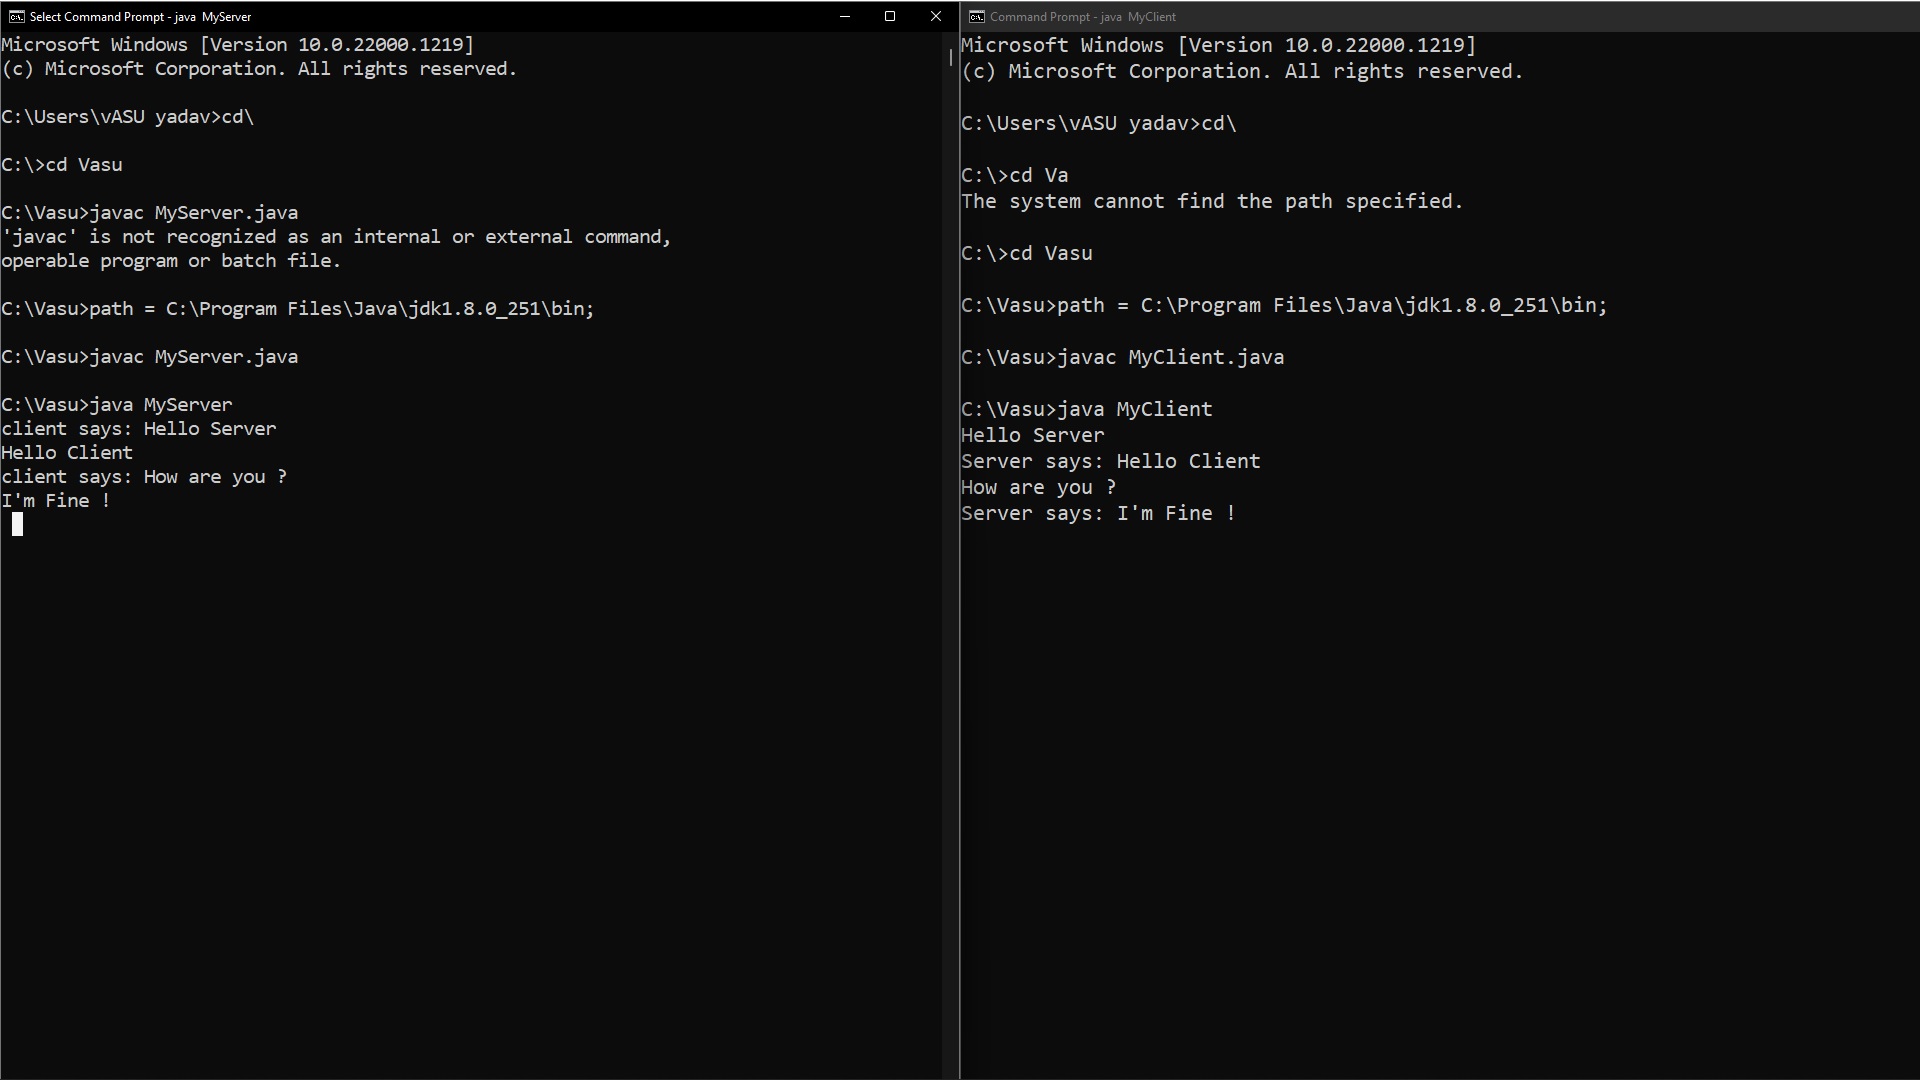 Select Command Prompt - java  MyServer
Microsoft Windows [Version 10.0.22000.1219]
(c) Microsoft Corporation. All rights reserved.
C:\Users\vASU yadav>cd\
C:\>cd Vasu
C:\Vasu>javac MyServer.java
'javac' is not recognized as an internal or external command,
operable program or batch file.
C:\Vasu>path = C:\Program Files\Java\jdk1.8.0_251\bin;
C:\Vasu>javac MyServer.java
C:\Vasu>java MyServer
client says: Hello Server
Hello Client
client says: How are you ?
I'm Fine !
Command Prompt - java  MyClient
Microsoft Windows [Version 10.0.22000.1219]
(c) Microsoft Corporation. All rights reserved.
C:\Users\vASU yadav>cd\
C:\>cd Va
The system cannot find the path specified.
C:\>cd Vasu
C:\Vasu>path = C:\Program Files\Java\jdk1.8.0_251\bin;
C:\Vasu>javac MyClient.java
C:\Vasu>java MyClient
Hello Server
Server says: Hello Client
How are you ?
Server says: I'm Fine !